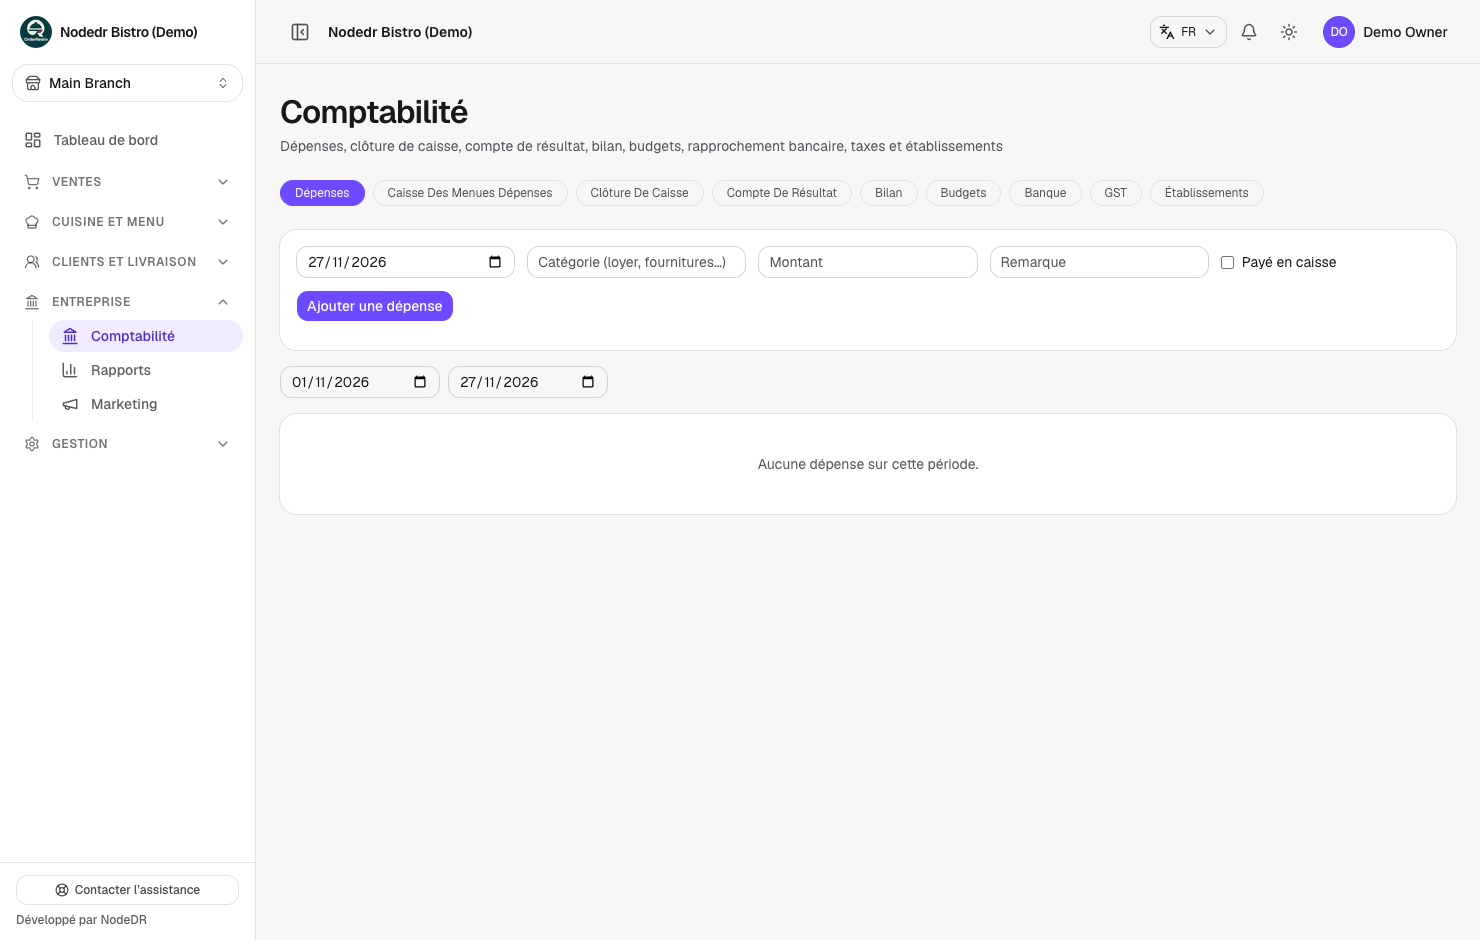 Nodedr Bistro (Demo)
Main Branch
Tableau de bord
VENTES
CUISINE ET MENU
CLIENTS ET LIVRAISON
ENTREPRISE
Comptabilité
Rapports
Marketing
GESTION
Contacter l'assistance
Développé par NodeDR
Nodedr Bistro (Demo)
FR
DO
Demo Owner
Comptabilité
Dépenses, clôture de caisse, compte de résultat, bilan, budgets, rapprochement bancaire, taxes et établissements
Dépenses
Caisse Des Menues Dépenses
Clôture De Caisse
Compte De Résultat
Bilan
Budgets
Banque
GST
Établissements
27/11/2026
Catégorie (loyer, fournitures...)
Montant
Remarque
Payé en caisse
Ajouter une dépense
01/11/2026
27/11/2026
Aucune dépense sur cette période.